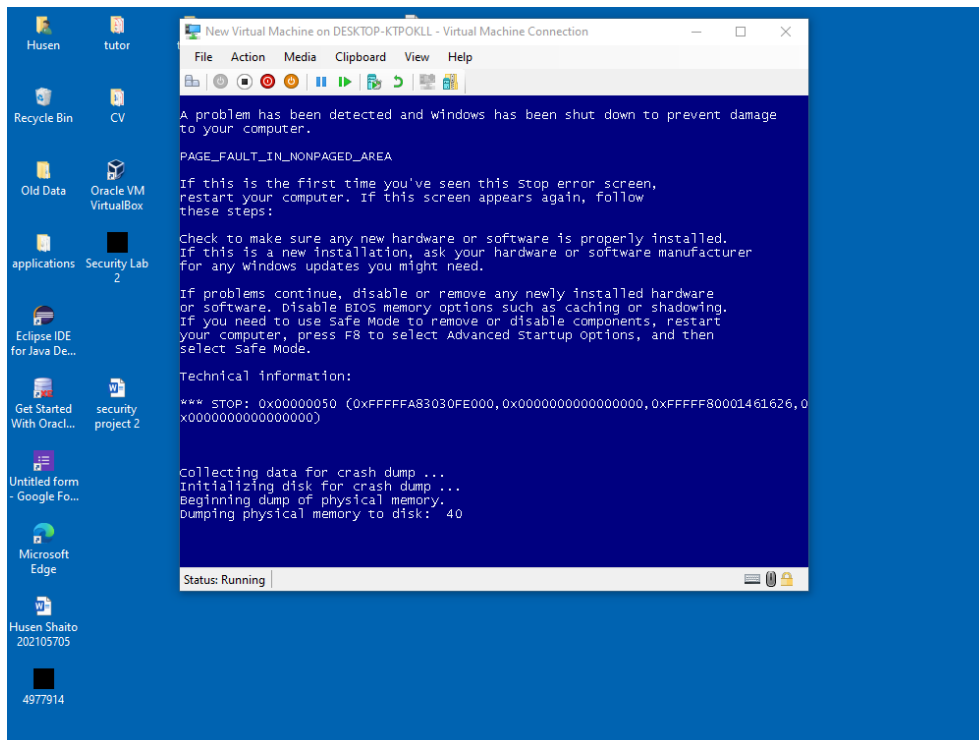 Husen
tutor
Recycle Bin
CV
Old Data
Oracle VM
VirtualBox
applications
Security Lab
2
Eclipse IDE
for Java De...
Get Started
With Oracl...
security
project 2
Untitled form
- Google Fo...
Microsoft
Edge
Husen Shaito
202105705
4977914
New Virtual Machine on DESKTOP-KTPOKLL - Virtual Machine Connection
File Action Media Clipboard View Help
A problem has been detected and Windows has been shut down to prevent damage
to your computer.
PAGE_FAULT_IN_NONPAGED_AREA
If this is the first time you've seen this Stop error screen,
restart your computer. If this screen appears again, follow
these steps:
Check to make sure any new hardware or software is properly installed.
If this is a new installation, ask your hardware or software manufacturer
for any Windows updates you might need.
If problems continue, disable or remove any newly installed hardware
or software. Disable BIOS memory options such as caching or shadowing.
If you need to use Safe Mode to remove or disable components, restart
your computer, press F8 to select Advanced Startup Options, and then
select Safe Mode.
Technical information:
*** STOP: 0x00000050 (0xFFFFFA83030FE000,0x0000000000000000,0xFFFFF80001461626,0
x0000000000000000)
Collecting data for crash dump ...
Initializing disk for crash dump ...
Beginning dump of physical memory.
Dumping physical memory to disk: 40
Status: Running